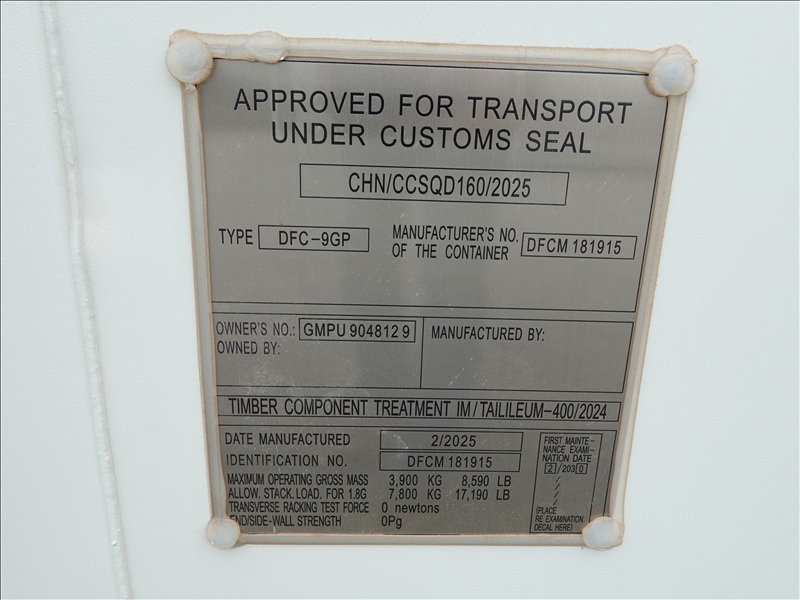 APPROVED FOR TRANSPORT
UNDER CUSTOMS SEAL
CHN/CCSQD160/2025
TYPE DFC-9GP
MANUFACTURER'S NO.
OF THE CONTAINER DFCM 181915
OWNER'S NO.: GMPU 904812 9
OWNED BY:
MANUFACTURED BY:
TIMBER COMPONENT TREATMENT IM/TAILILEUM-400/2024
DATE MANUFACTURED 2/2025
IDENTIFICATION NO. DFCM 181915
MAXIMUM OPERATING GROSS MASS 3,900 KG 8,590 LB
ALLOW. STACK. LOAD. FOR 1.8G 7,800 KG 17,190 LB
TRANSVERSE RACKING TEST FORCE 0 newtons
END/SIDE-WALL STRENGTH 0Pg
FIRST MAINTE-
NANCE EXAMI-
NATION DATE
2/2030
/
/
/
(PLACE
RE EXAMINATION
DECAL HERE)